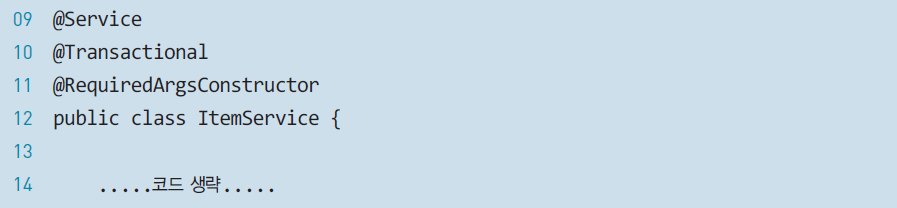 09 @Service
10 @Transactional
11 @RequiredArgsConstructor
12 public class ItemService {
13
14 .....코드 생략.....